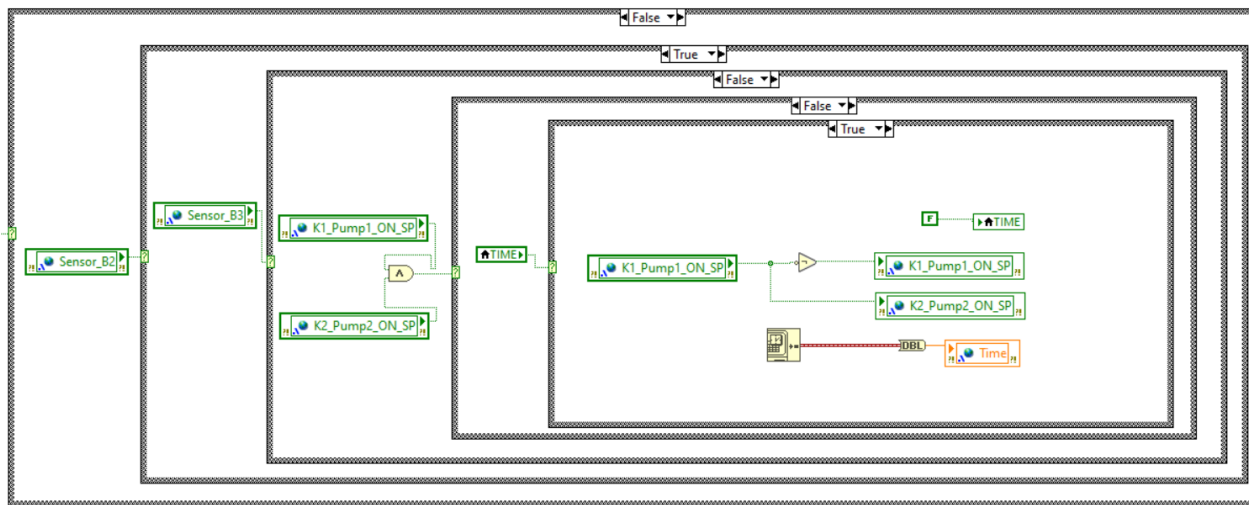 False
True
False
False
True
Sensor_B3
K1_Pump1_ON_SP
F
TIME
Sensor_B2
TIME
K1_Pump1_ON_SP
K1_Pump1_ON_SP
K2_Pump2_ON_SP
K2_Pump2_ON_SP
DBL
Time